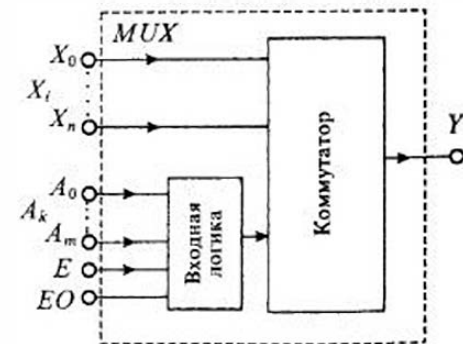 MUX
X₀
Xᵢ
Xₙ
A₀
Aₖ
Aₘ
E
EO
Входная
логика
Коммутатор
Y